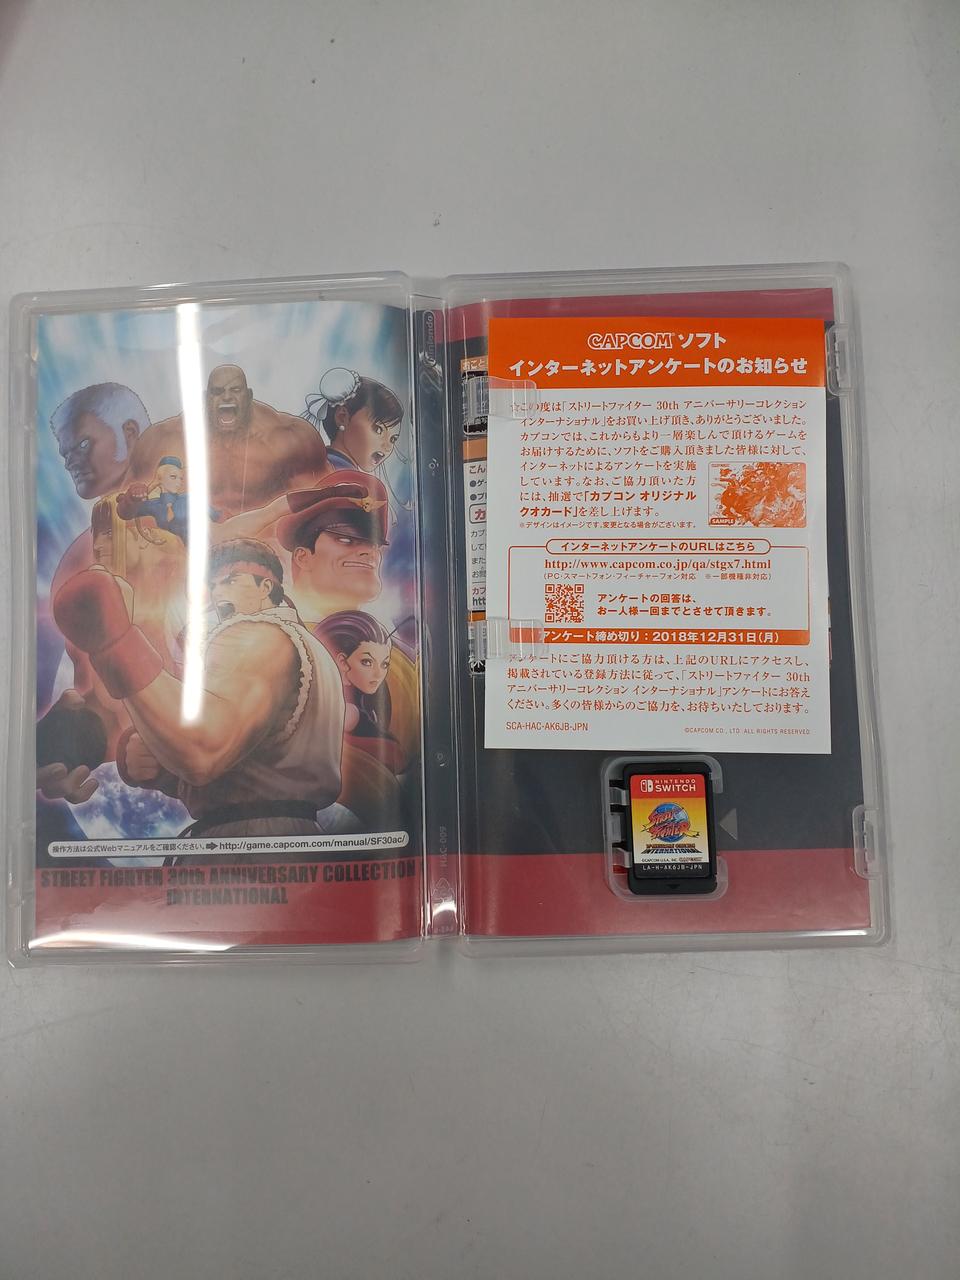 操作方法は公式Webマニュアルをご確認ください。 http://game.capcom.com/manual/SF30ac/
STREET FIGHTER 30th ANNIVERSARY COLLECTION
INTERNATIONAL
Nintendo
HAC-009
CAPCOM ソフト
インターネットアンケートのお知らせ
☆この度は「ストリートファイター 30th アニバーサリーコレクション
インターナショナル」をお買い上げ頂き、ありがとうございました。
カプコンでは、これからもより一層楽しんで頂けるゲームを
お届けするために、ソフトをご購入頂きました皆様に対して、
インターネットによるアンケートを実施
しています。なお、ご協力頂いた方
には、抽選で「カプコン オリジナル
クオカード」を差し上げます。
※デザインはイメージです。変更となる場合がございます。
SAMPLE
インターネットアンケートのURLはこちら
http://www.capcom.co.jp/qa/stgx7.html
(PC・スマートフォン・フィーチャーフォン対応 ※一部機種非対応)
アンケートの回答は、
お一人様一回までとさせて頂きます。
アンケート締め切り:2018年12月31日(月)
アンケートにご協力頂ける方は、上記のURLにアクセスし、
掲載されている登録方法に従って、「ストリートファイター 30th
アニバーサリーコレクション インターナショナル」アンケートにお答え
ください。多くの皆様からのご協力を、お待ちいたしております。
SCA-HAC-AK6JB-JPN
©CAPCOM CO., LTD. ALL RIGHTS RESERVED.
NINTENDO
SWITCH
STREET
FIGHTER
30th ANNIVERSARY COLLECTION
INTERNATIONAL
©CAPCOM U.S.A., INC. CAPCOM
LA-H-AK6JB-JPN